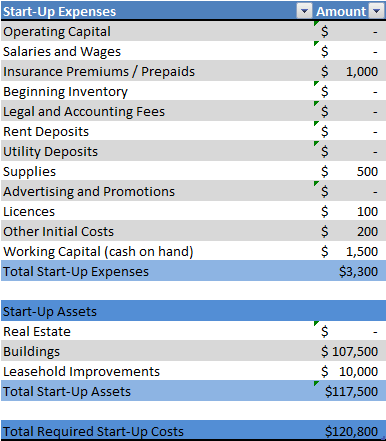 Start-Up Expenses Amount
Operating Capital $ -
Salaries and Wages $ -
Insurance Premiums / Prepaids $ 1,000
Beginning Inventory $ -
Legal and Accounting Fees $ -
Rent Deposits $ -
Utility Deposits $ -
Supplies $ 500
Advertising and Promotions $ -
Licences $ 100
Other Initial Costs $ 200
Working Capital (cash on hand) $ 1,500
Total Start-Up Expenses $3,300
Start-Up Assets
Real Estate $ -
Buildings $ 107,500
Leasehold Improvements $ 10,000
Total Start-Up Assets $117,500
Total Required Start-Up Costs $120,800